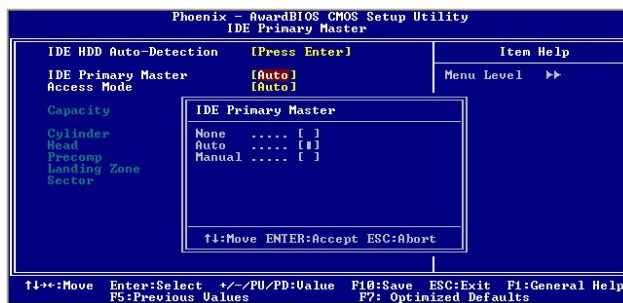 Phoenix - AwardBIOS CMOS Setup Utility
IDE Primary Master
IDE HDD Auto-Detection [Press Enter]
Item Help
IDE Primary Master [Auto]
Access Mode [Auto]
Menu Level ▸▸
Capacity
Cylinder
Head
Precomp
Landing Zone
Sector
IDE Primary Master
None ..... [ ]
Auto ..... [■]
Manual ..... [ ]
↑↓:Move ENTER:Accept ESC:Abort
↑↓→←:Move Enter:Select +/-/PU/PD:Value F10:Save ESC:Exit F1:General Help
F5:Previous Values F7: Optimized Defaults